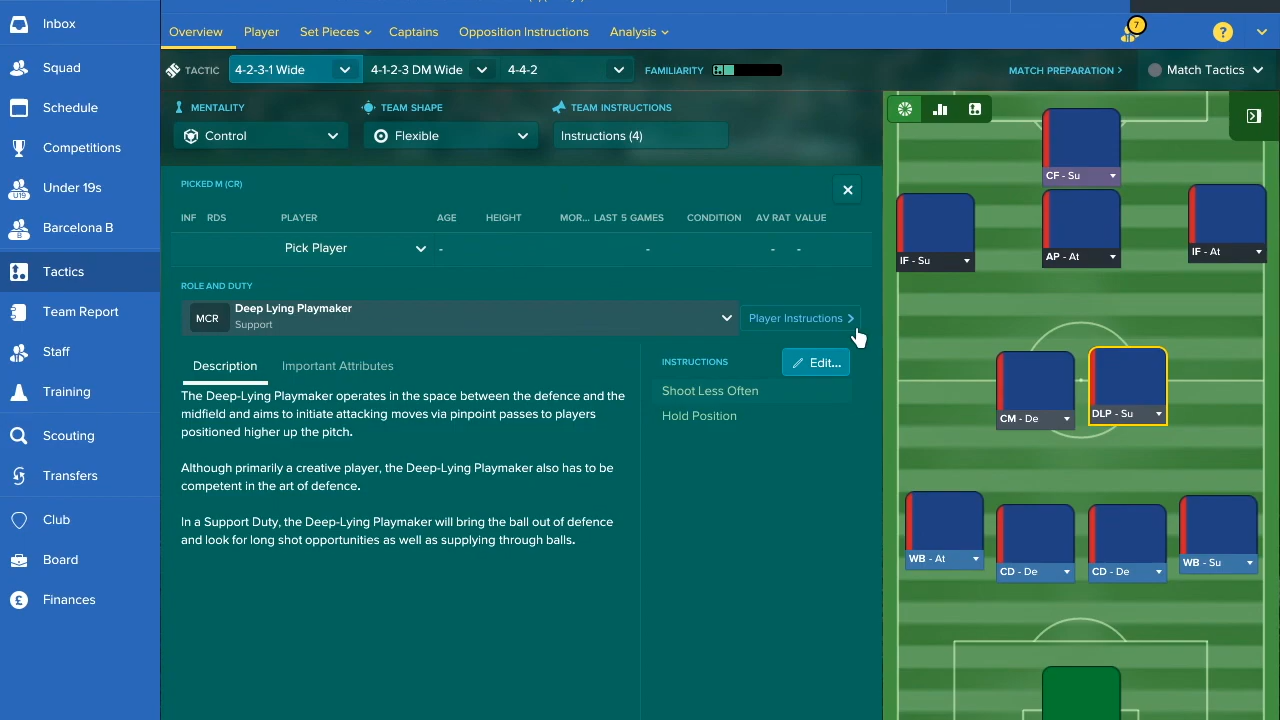 Inbox
Squad
Schedule
Competitions
Under 19s
U19
Barcelona B
B
Tactics
Team Report
Staff
Training
Scouting
Transfers
Club
Board
£ Finances
Overview Player Set Pieces Captains Opposition Instructions Analysis
7
?
TACTIC 4-2-3-1 Wide 4-1-2-3 DM Wide 4-4-2 FAMILIARITY MATCH PREPARATION > Match Tactics
MENTALITY TEAM SHAPE TEAM INSTRUCTIONS
Control Flexible Instructions (4)
PICKED M (CR)
INF RDS PLAYER AGE HEIGHT MOR... LAST 5 GAMES CONDITION AV RAT VALUE
Pick Player - - - -
ROLE AND DUTY
MCR
Deep Lying Playmaker
Support
Player Instructions >
Description Important Attributes
The Deep-Lying Playmaker operates in the space between the defence and the
midfield and aims to initiate attacking moves via pinpoint passes to players
positioned higher up the pitch.
Although primarily a creative player, the Deep-Lying Playmaker also has to be
competent in the art of defence.
In a Support Duty, the Deep-Lying Playmaker will bring the ball out of defence
and look for long shot opportunities as well as supplying through balls.
INSTRUCTIONS
Edit...
Shoot Less Often
Hold Position
CF - Su
IF - Su
AP - At
IF - At
CM - De
DLP - Su
WB - At
CD - De
CD - De
WB - Su